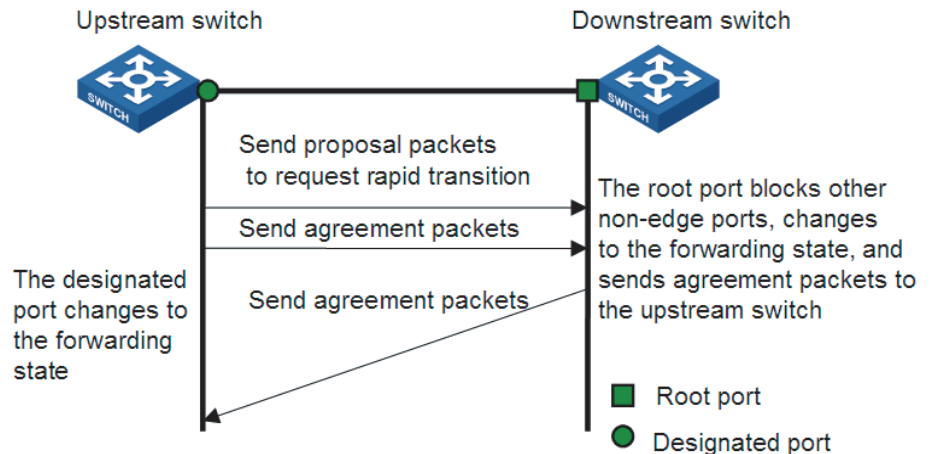 Upstream switch
Downstream switch
SWITCH
SWITCH
Send proposal packets
to request rapid transition
Send agreement packets
The root port blocks other
non-edge ports, changes
to the forwarding state, and
sends agreement packets to
the upstream switch
The designated
port changes to
the forwarding
state
Send agreement packets
Root port
Designated port